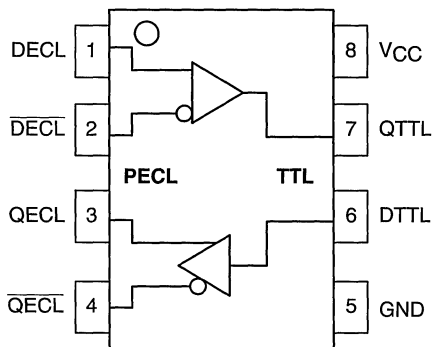 DECL 1 8 VCC
DECL 2 7 QTTL
PECL TTL
QECL 3 6 DTTL
QECL 4 5 GND